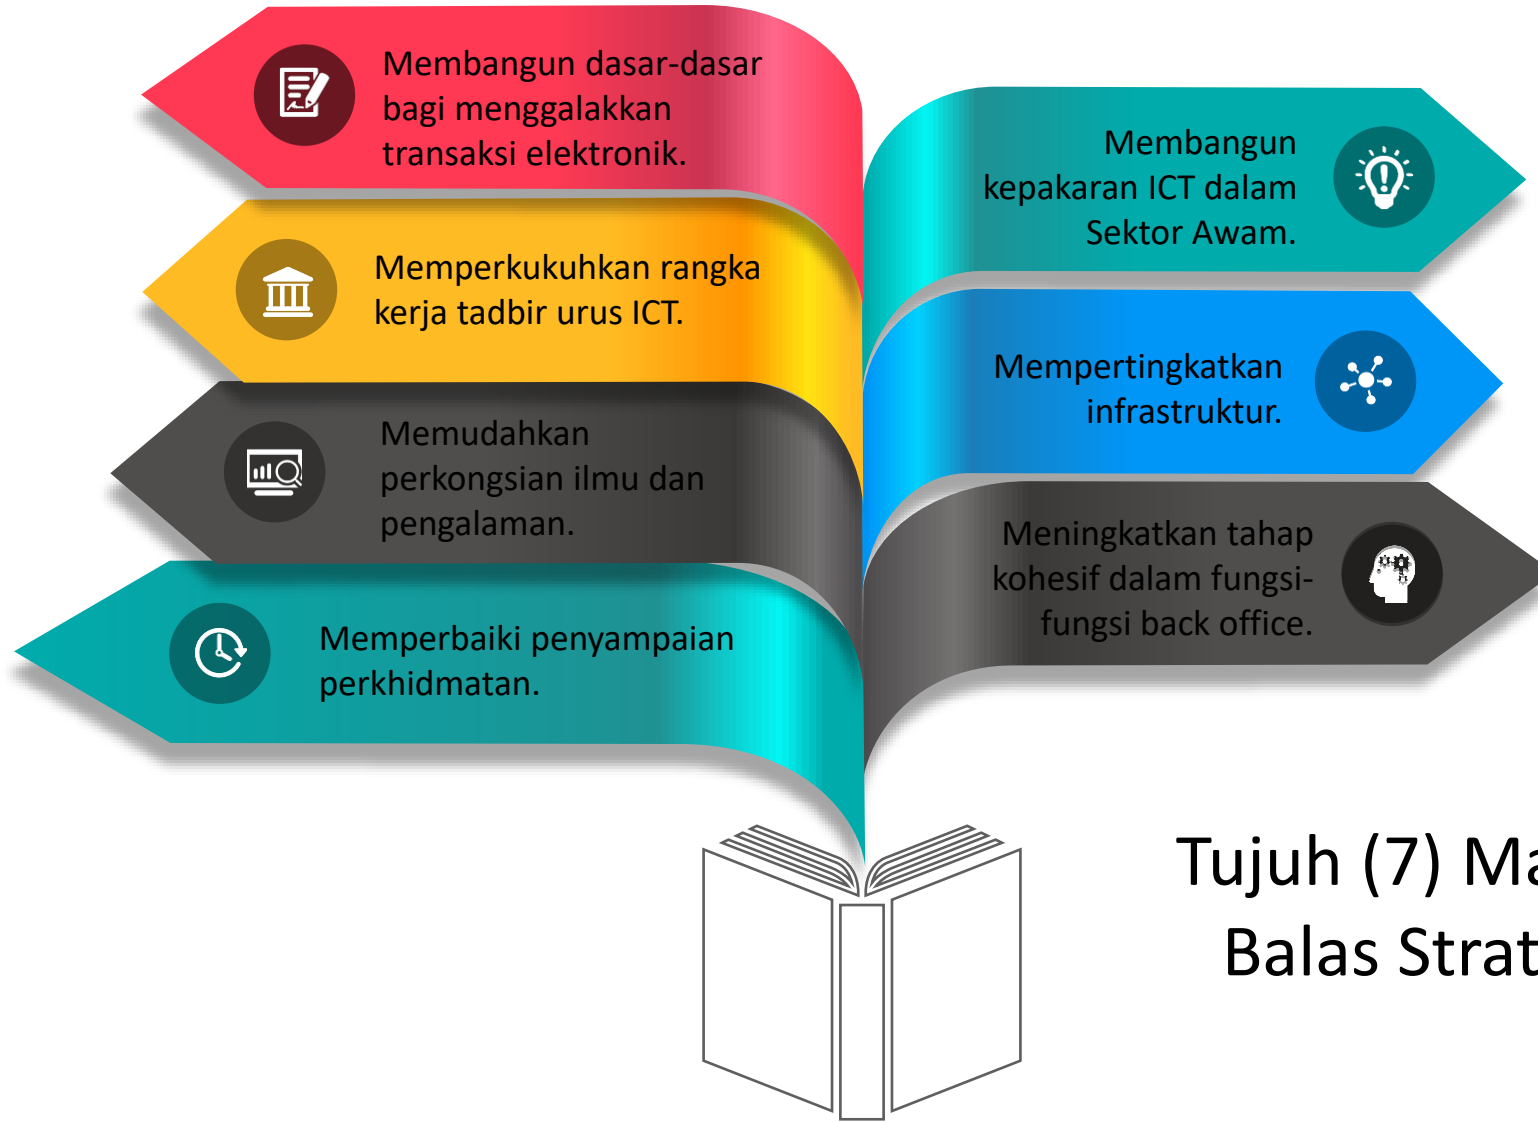 Membangun dasar-dasar
bagi menggalakkan
transaksi elektronik.
Memperkukuhkan rangka
kerja tadbir urus ICT.
Memudahkan
perkongsian ilmu dan
pengalaman.
Memperbaiki penyampaian
perkhidmatan.
Membangun
kepakaran ICT dalam
Sektor Awam.
Mempertingkatkan
infrastruktur.
Meningkatkan tahap
kohesif dalam fungsi-
fungsi back office.
Tujuh (7)
Balas